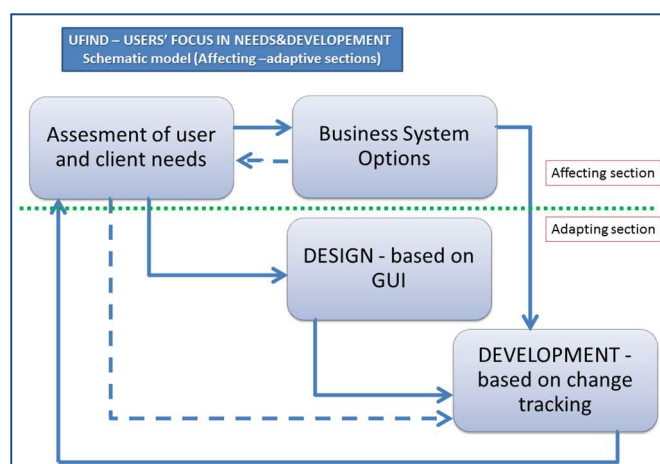 UFIND – USERS' FOCUS IN NEEDS&DEVELOPEMENT
Schematic model (Affecting –adaptive sections)
Assesment of user
and client needs
Business System
Options
Affecting section
Adapting section
DESIGN - based on
GUI
DEVELOPMENT -
based on change
tracking